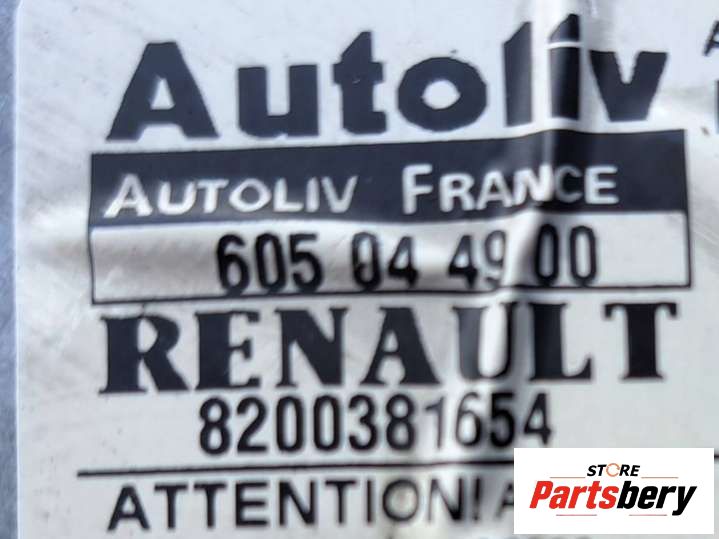 Autoliv
AUTOLIV FRANCE
605 04 49 00
RENAULT
8200381654
ATTENTION!
STORE
Partsbery